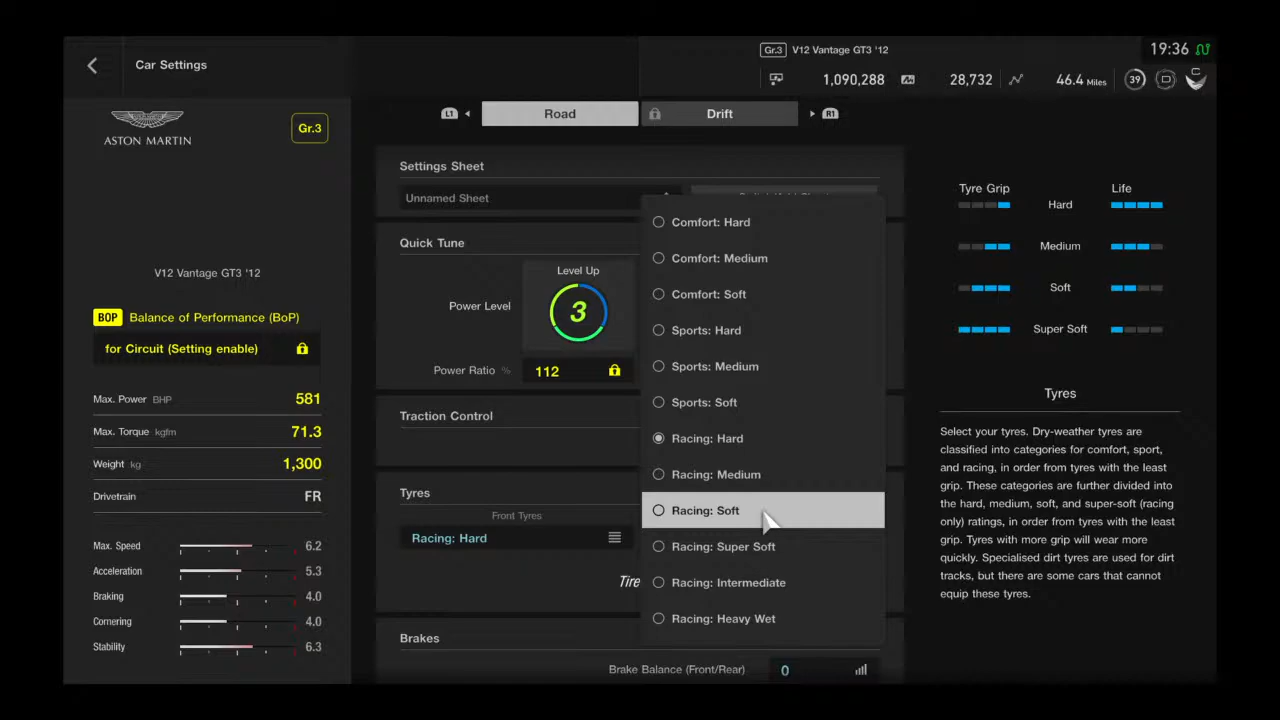 Car Settings
Gr.3 V12 Vantage GT3 '12
19:36
1,090,288
28,732
46.4 Miles
39
C
ASTON MARTIN
Gr.3
V12 Vantage GT3 '12
BOP Balance of Performance (BoP)
for Circuit (Setting enable)
Max. Power BHP 581
Max. Torque kgfm 71.3
Weight kg 1,300
Drivetrain FR
Max. Speed 6.2
Acceleration 5.3
Braking 4.0
Cornering 4.0
Stability 6.3
L1 Road Drift R1
Settings Sheet
Unnamed Sheet
Quick Tune
Level Up
Power Level 3
Power Ratio % 112
Traction Control
Tyres
Front Tyres
Racing: Hard
Tire
Brakes
Brake Balance (Front/Rear) 0
Comfort: Hard
Comfort: Medium
Comfort: Soft
Sports: Hard
Sports: Medium
Sports: Soft
Racing: Hard
Racing: Medium
Racing: Soft
Racing: Super Soft
Racing: Intermediate
Racing: Heavy Wet
Tyre Grip Life
Hard
Medium
Soft
Super Soft
Tyres
Select your tyres. Dry-weather tyres are
classified into categories for comfort, sport,
and racing, in order from tyres with the least
grip. These categories are further divided into
the hard, medium, soft, and super-soft (racing
only) ratings, in order from tyres with the least
grip. Tyres with more grip will wear more
quickly. Specialised dirt tyres are used for dirt
tracks, but there are some cars that cannot
equip these tyres.